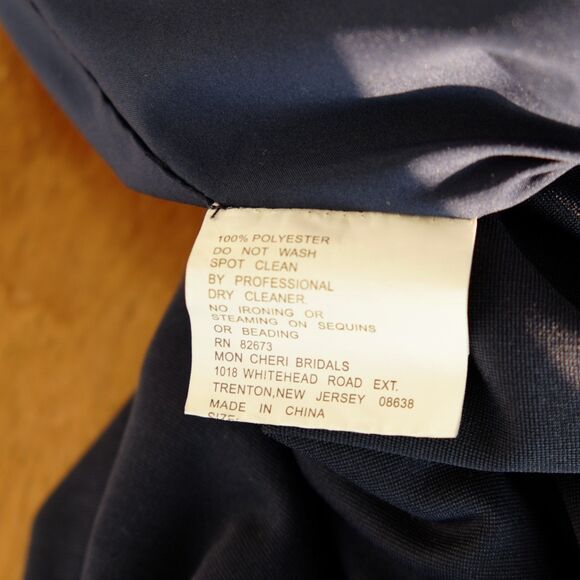 100% POLYESTER
DO NOT WASH
SPOT CLEAN
BY PROFESSIONAL
DRY CLEANER.
NO IRONING OR
STEAMING ON SEQUINS
OR BEADING
RN 82673
MON CHERI BRIDALS
1018 WHITEHEAD ROAD EXT.
TRENTON,NEW JERSEY 08638
MADE IN CHINA
SIZE: